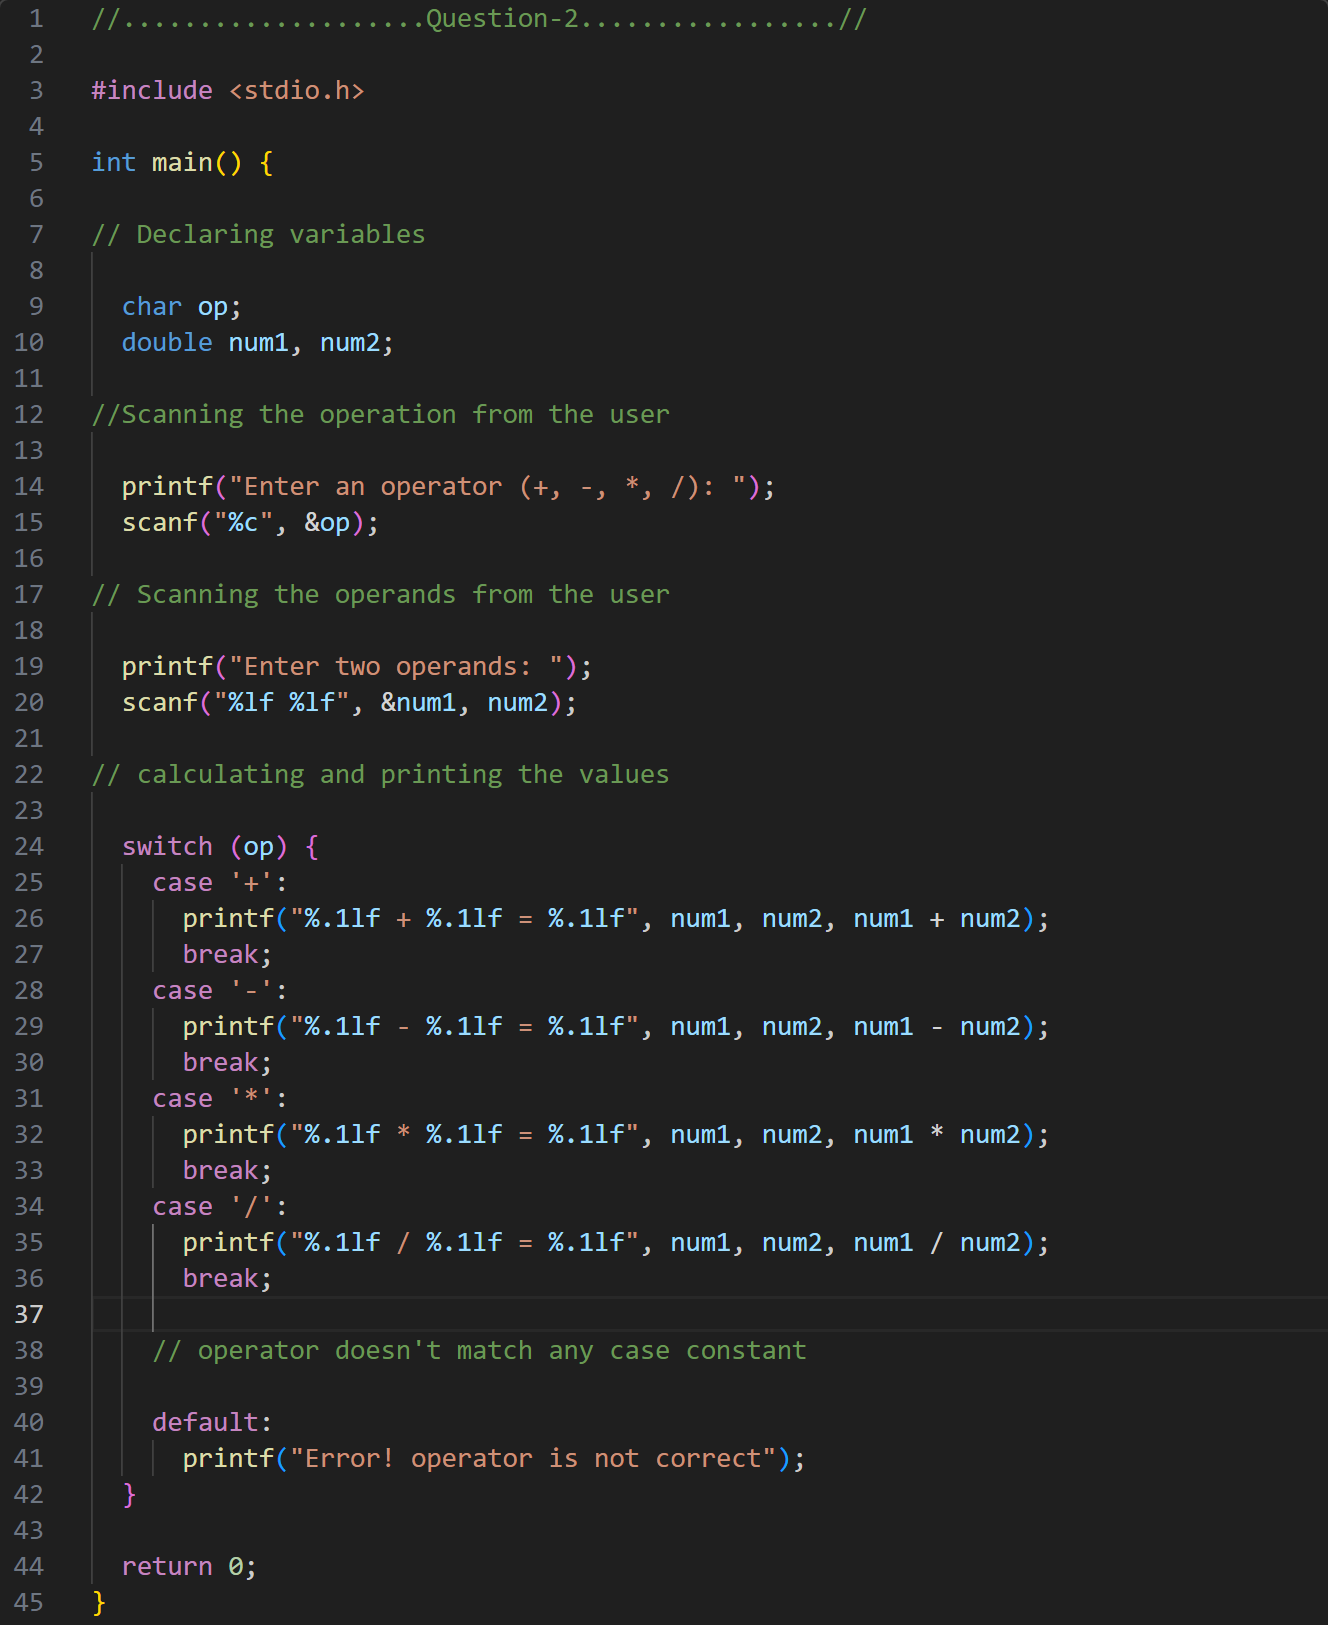 1 //....................Question-2.................//
2
3 #include <stdio.h>
4
5 int main() {
6
7 // Declaring variables
8
9   char op;
10   double num1, num2;
11
12 //Scanning the operation from the user
13
14   printf("Enter an operator (+, -, *, /): ");
15   scanf("%c", &op);
16
17 // Scanning the operands from the user
18
19   printf("Enter two operands: ");
20   scanf("%lf %lf", &num1, num2);
21
22 // calculating and printing the values
23
24   switch (op) {
25     case '+':
26       printf("%.1lf + %.1lf = %.1lf", num1, num2, num1 + num2);
27       break;
28     case '-':
29       printf("%.1lf - %.1lf = %.1lf", num1, num2, num1 - num2);
30       break;
31     case '*':
32       printf("%.1lf * %.1lf = %.1lf", num1, num2, num1 * num2);
33       break;
34     case '/':
35       printf("%.1lf / %.1lf = %.1lf", num1, num2, num1 / num2);
36       break;
37
38     // operator doesn't match any case constant
39
40     default:
41       printf("Error! operator is not correct");
42   }
43
44   return 0;
45 }